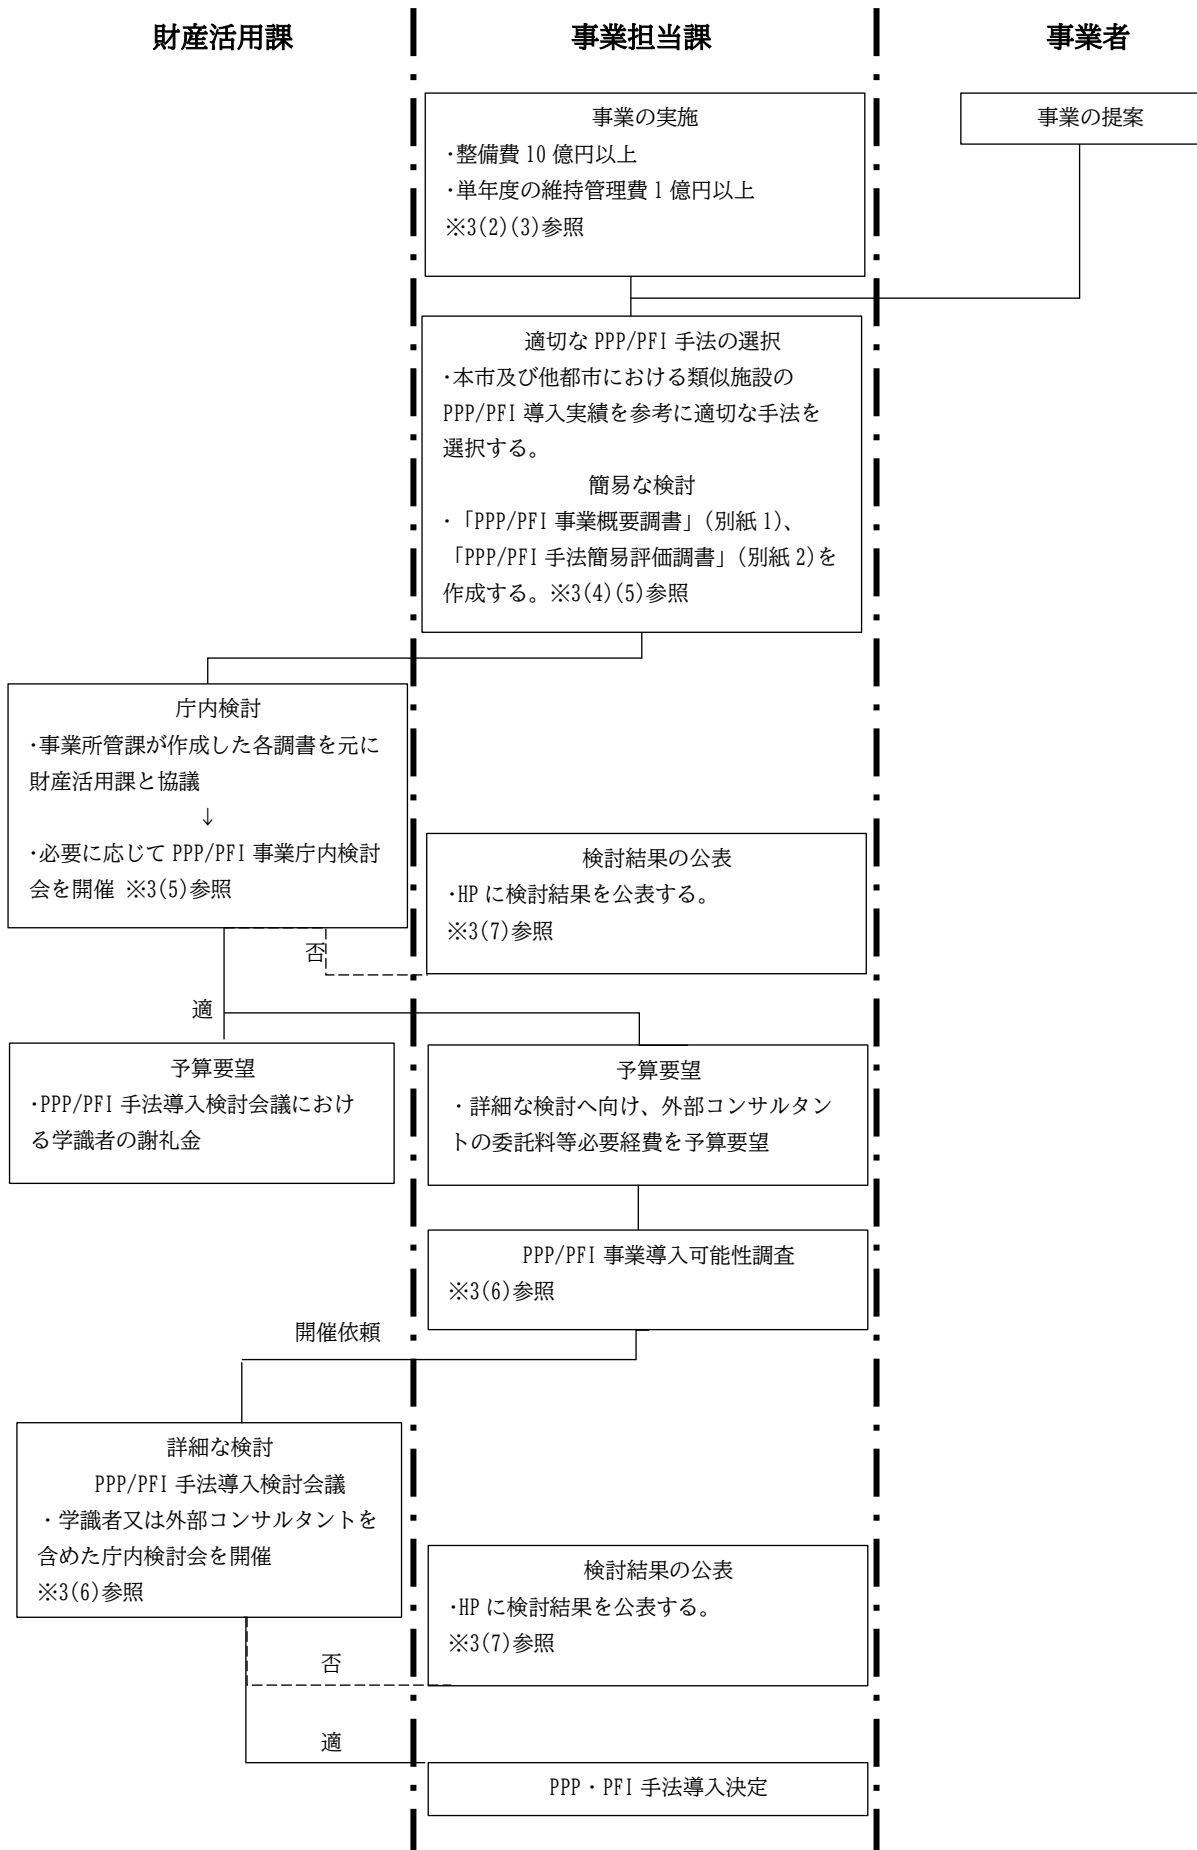 財産活用課
事業担当課
事業者
事業の実施
・整備費 10 億円以上
・単年度の維持管理費 1 億円以上
※3(2)(3)参照
事業の提案
適切な PPP/PFI 手法の選択
・本市及び他都市における類似施設の
PPP/PFI 導入実績を参考に適切な手法を
選択する。
簡易な検討
・「PPP/PFI 事業概要調書」(別紙 1)、
「PPP/PFI 手法簡易評価調書」(別紙 2)を
作成する。※3(4)(5)参照
庁内検討
・事業所管課が作成した各調書を元に
財産活用課と協議
↓
・必要に応じて PPP/PFI 事業庁内検討
会を開催 ※3(5)参照
検討結果の公表
・HP に検討結果を公表する。
※3(7)参照
否
適
予算要望
・PPP/PFI 手法導入検討会議におけ
る学識者の謝礼金
予算要望
・詳細な検討へ向け、外部コンサルタン
トの委託料等必要経費を予算要望
PPP/PFI 事業導入可能性調査
※3(6)参照
開催依頼
詳細な検討
PPP/PFI 手法導入検討会議
・学識者又は外部コンサルタントを
含めた庁内検討会を開催
※3(6)参照
検討結果の公表
・HP に検討結果を公表する。
※3(7)参照
否
適
PPP・PFI 手法導入決定